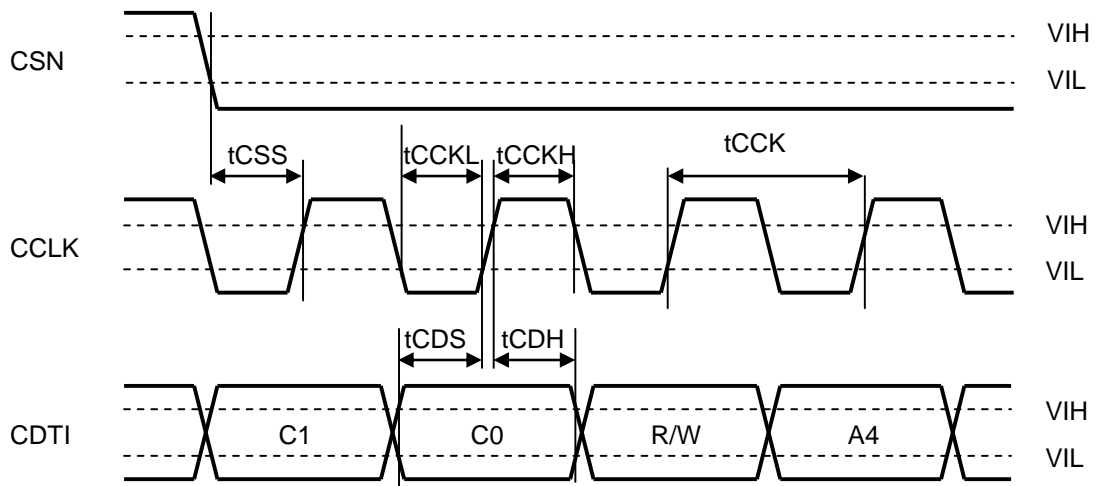 VIH
CSN
VIL
tCSS tCCKL tCCKH tCCK
VIH
CCLK
VIL
tCDS tCDH
VIH
CDTI C1 C0 R/W A4
VIL